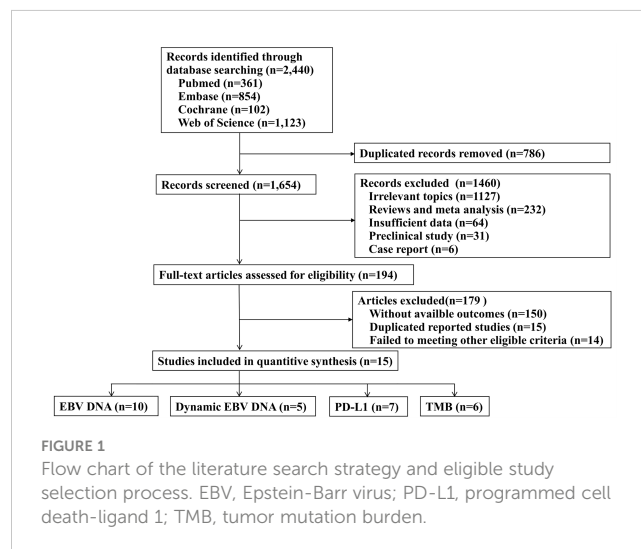 Records identified through
database searching (n=2,440)
Pubmed (n=361)
Embase (n=854)
Cochrane (n=102)
Web of Science (n=1,123)
Duplicated records removed (n=786)
Records screened (n=1,654)
Records excluded (n=1460)
Irrelevant topics (n=1127)
Reviews and meta analysis (n=232)
Insufficient data (n=64)
Preclinical study (n=31)
Case report (n=6)
Full-text articles assessed for eligibility (n=194)
Articles excluded(n=179 )
Without availble outcomes (n=150)
Duplicated reported studies (n=15)
Failed to meeting other eligible criteria (n=14)
Studies included in quantive synthesis (n=15)
EBV DNA (n=10)
Dynamic EBV DNA (n=5)
PD-L1 (n=7)
TMB (n=6)
FIGURE 1
Flow chart of the literature search strategy and eligible study
selection process. EBV, Epstein-Barr virus; PD-L1, programmed cell
death-ligand 1; TMB, tumor mutation burden.